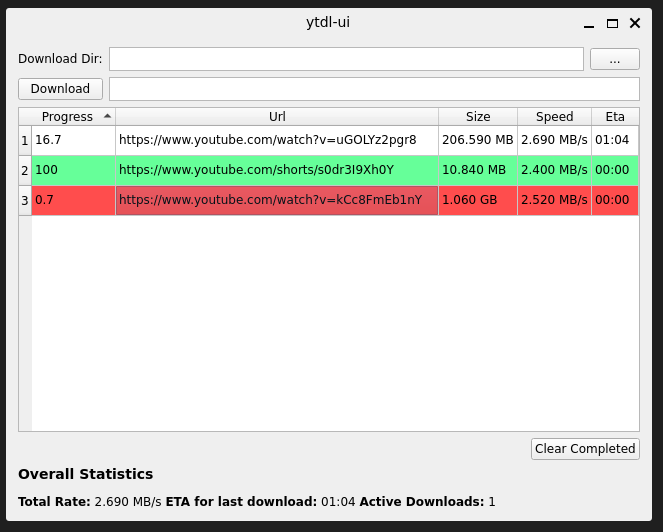 ytdl-ui
Download Dir: ...
Download
Progress Url Size Speed Eta
1 16.7 https://www.youtube.com/watch?v=uGOLYz2pgr8 206.590 MB 2.690 MB/s 01:04
2 100 https://www.youtube.com/shorts/s0dr3I9Xh0Y 10.840 MB 2.400 MB/s 00:00
3 0.7 https://www.youtube.com/watch?v=kCc8FmEb1nY 1.060 GB 2.520 MB/s 00:00
Clear Completed
Overall Statistics
Total Rate: 2.690 MB/s ETA for last download: 01:04 Active Downloads: 1